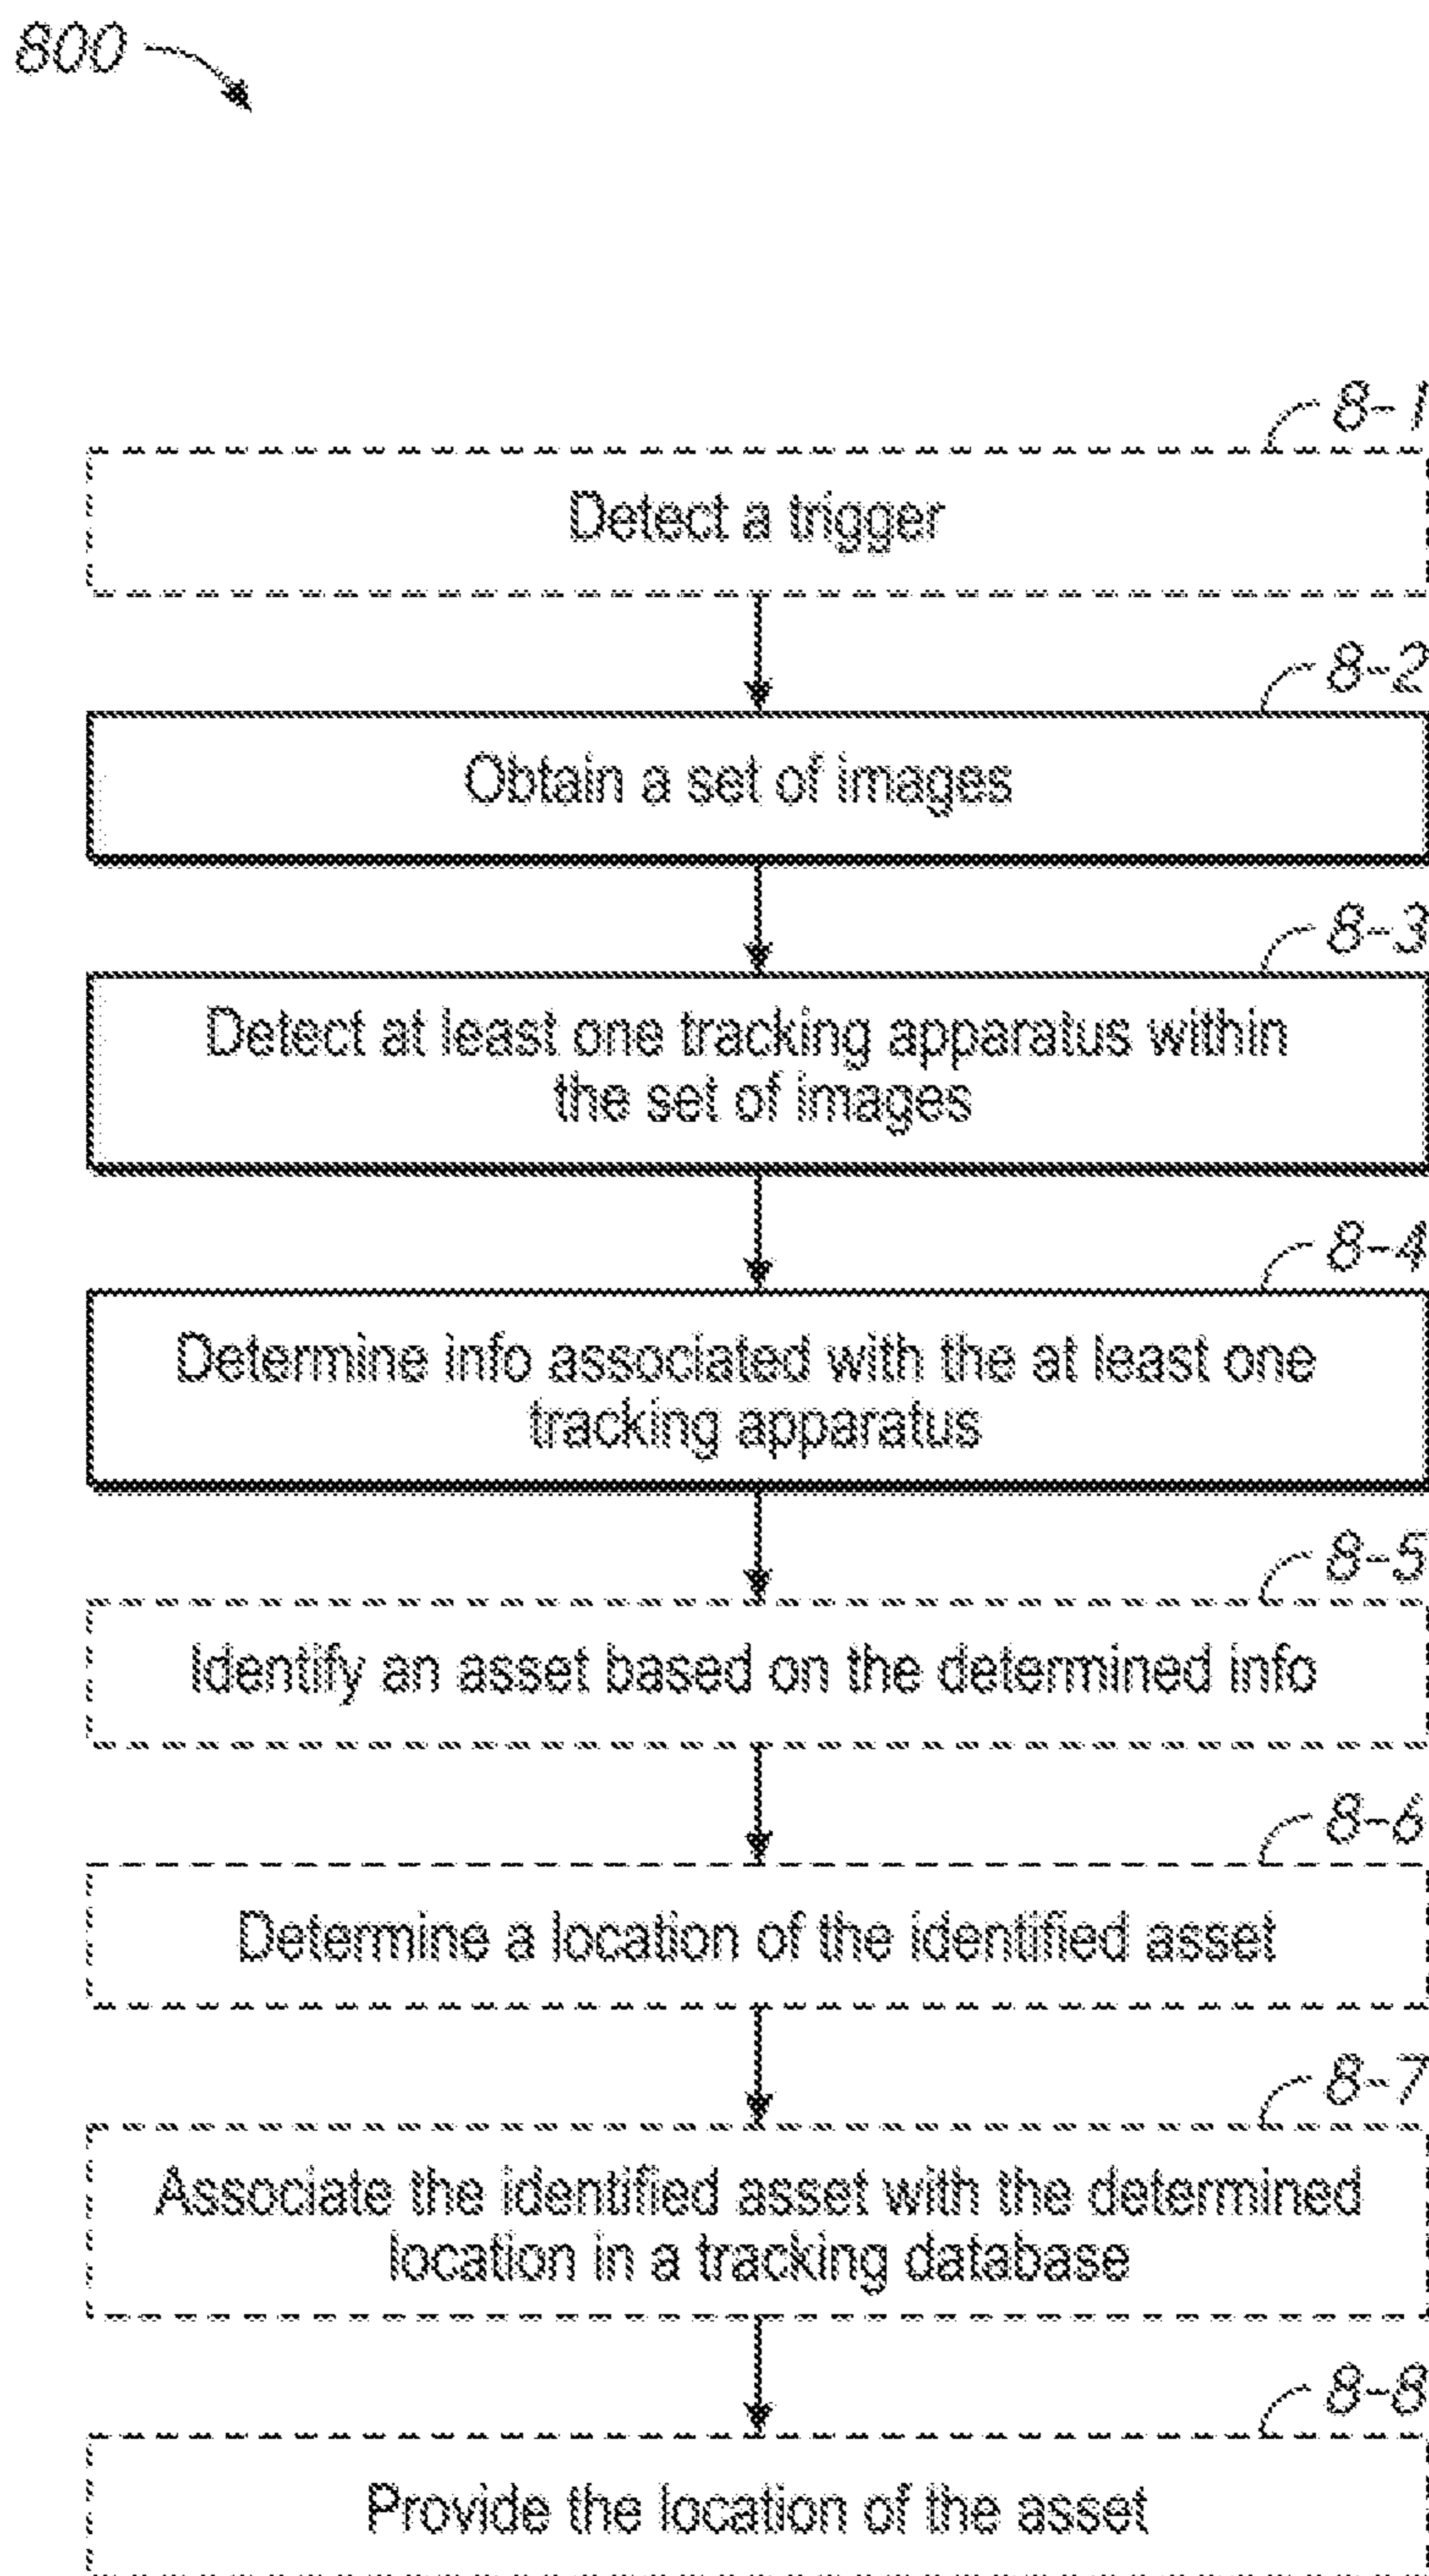 800
8-1
Detect a trigger
8-2
Obtain a set of images
8-3
Detect at least one tracking apparatus within
the set of images
8-4
Determine info associated with the at least one
tracking apparatus
8-5
Identify an asset based on the determined info
8-6
Determine a location of the identified asset
8-7
Associate the identified asset with the determined
location in a tracking database
8-8
Provide the location of the asset